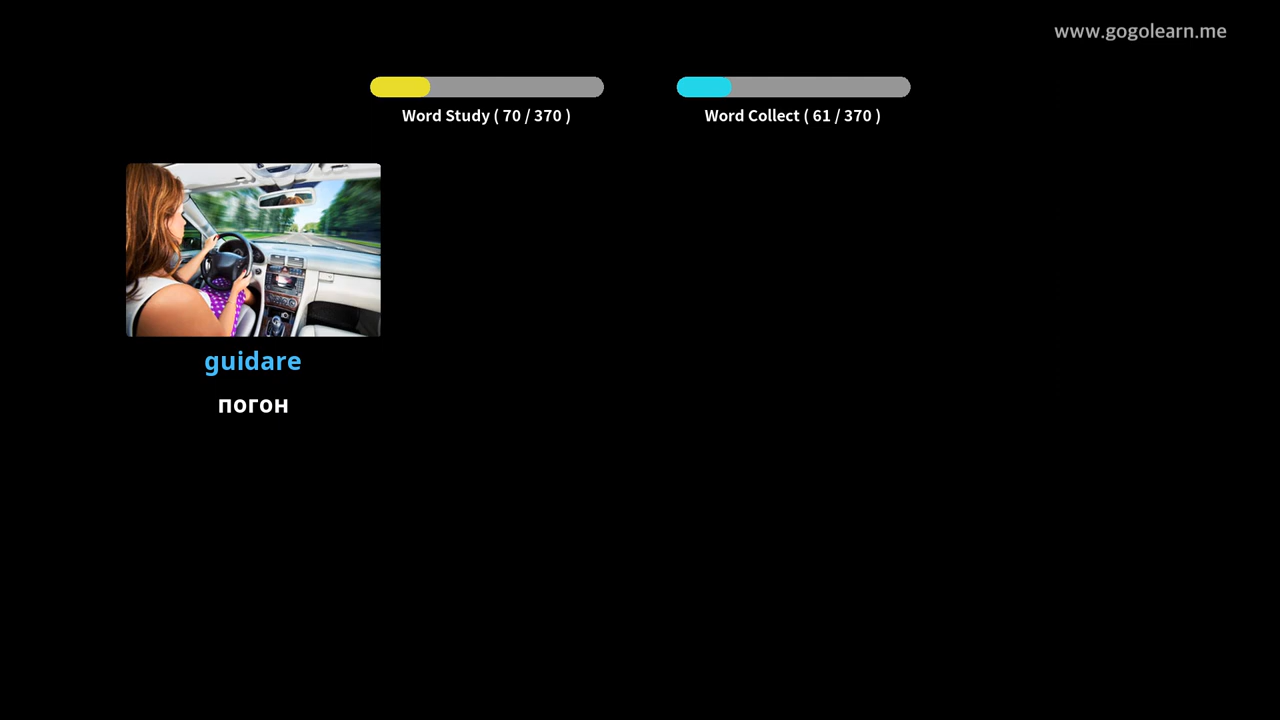 www.gogolearn.me
Word Study ( 70 / 370 )
Word Collect ( 61 / 370 )
guidare
погон